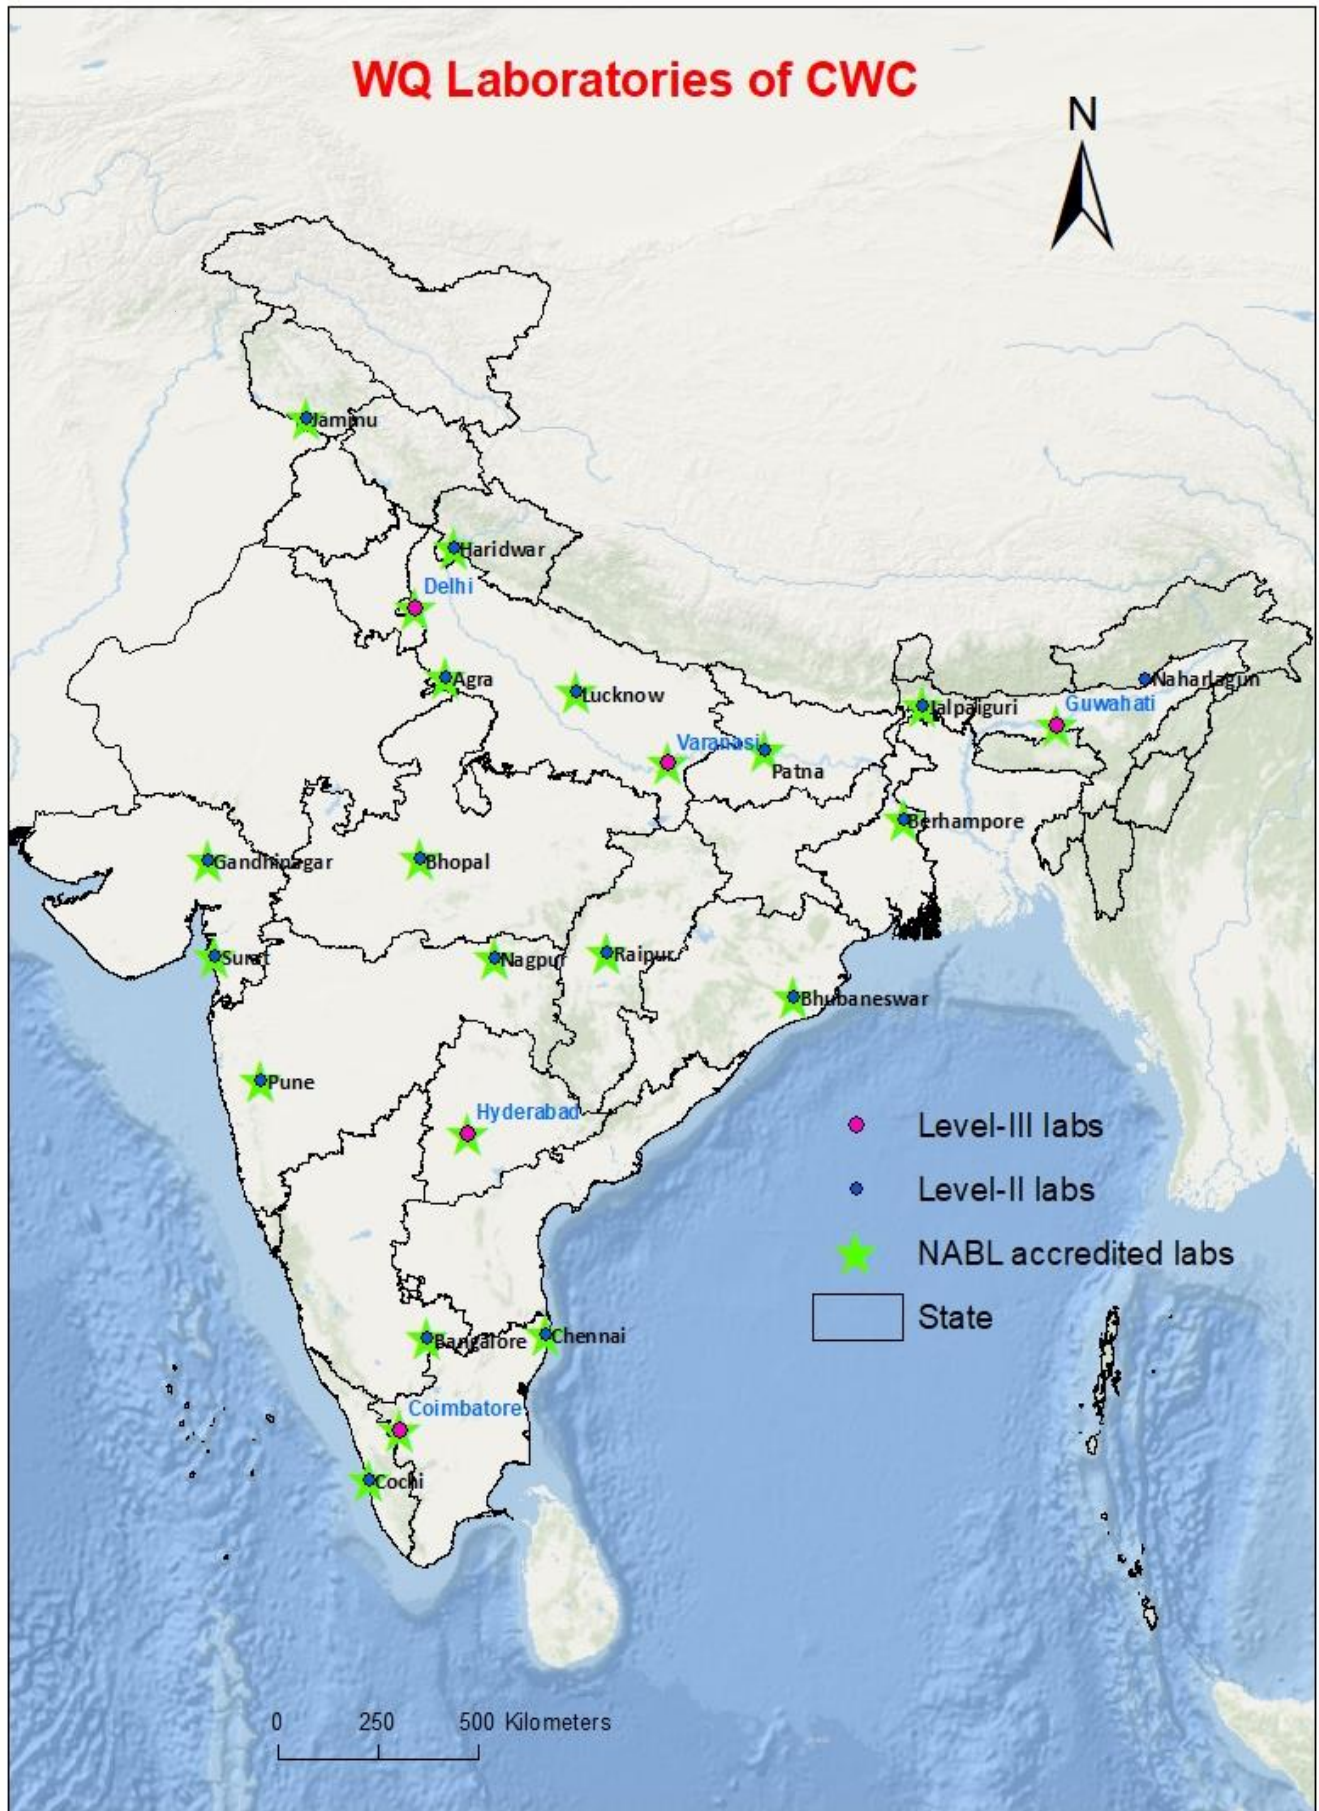 WQ Laboratories of CWC
N
Jammu
Haridwar
Delhi
Agra
Lucknow
Naharlagun
Jalpaiguri
Guwahati
Varanasi
Patna
Berhampore
Gandhinagar
Bhopal
Surat
Nagpur
Raipur
Bhubaneswar
Pune
Hyderabad
Level-III labs
Level-II labs
NABL accredited labs
State
Bangalore
Chennai
Coimbatore
Cochi
0 250 500 Kilometers